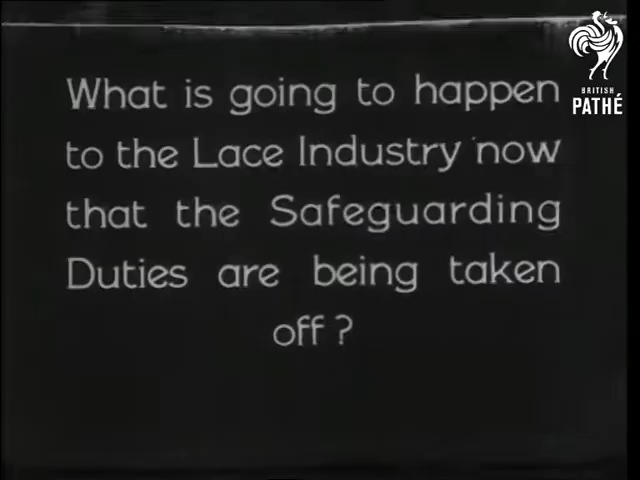 What is going to happen
to the Lace Industry now
that the Safeguarding
Duties are being taken
off?
BRITISH
PATHÉ